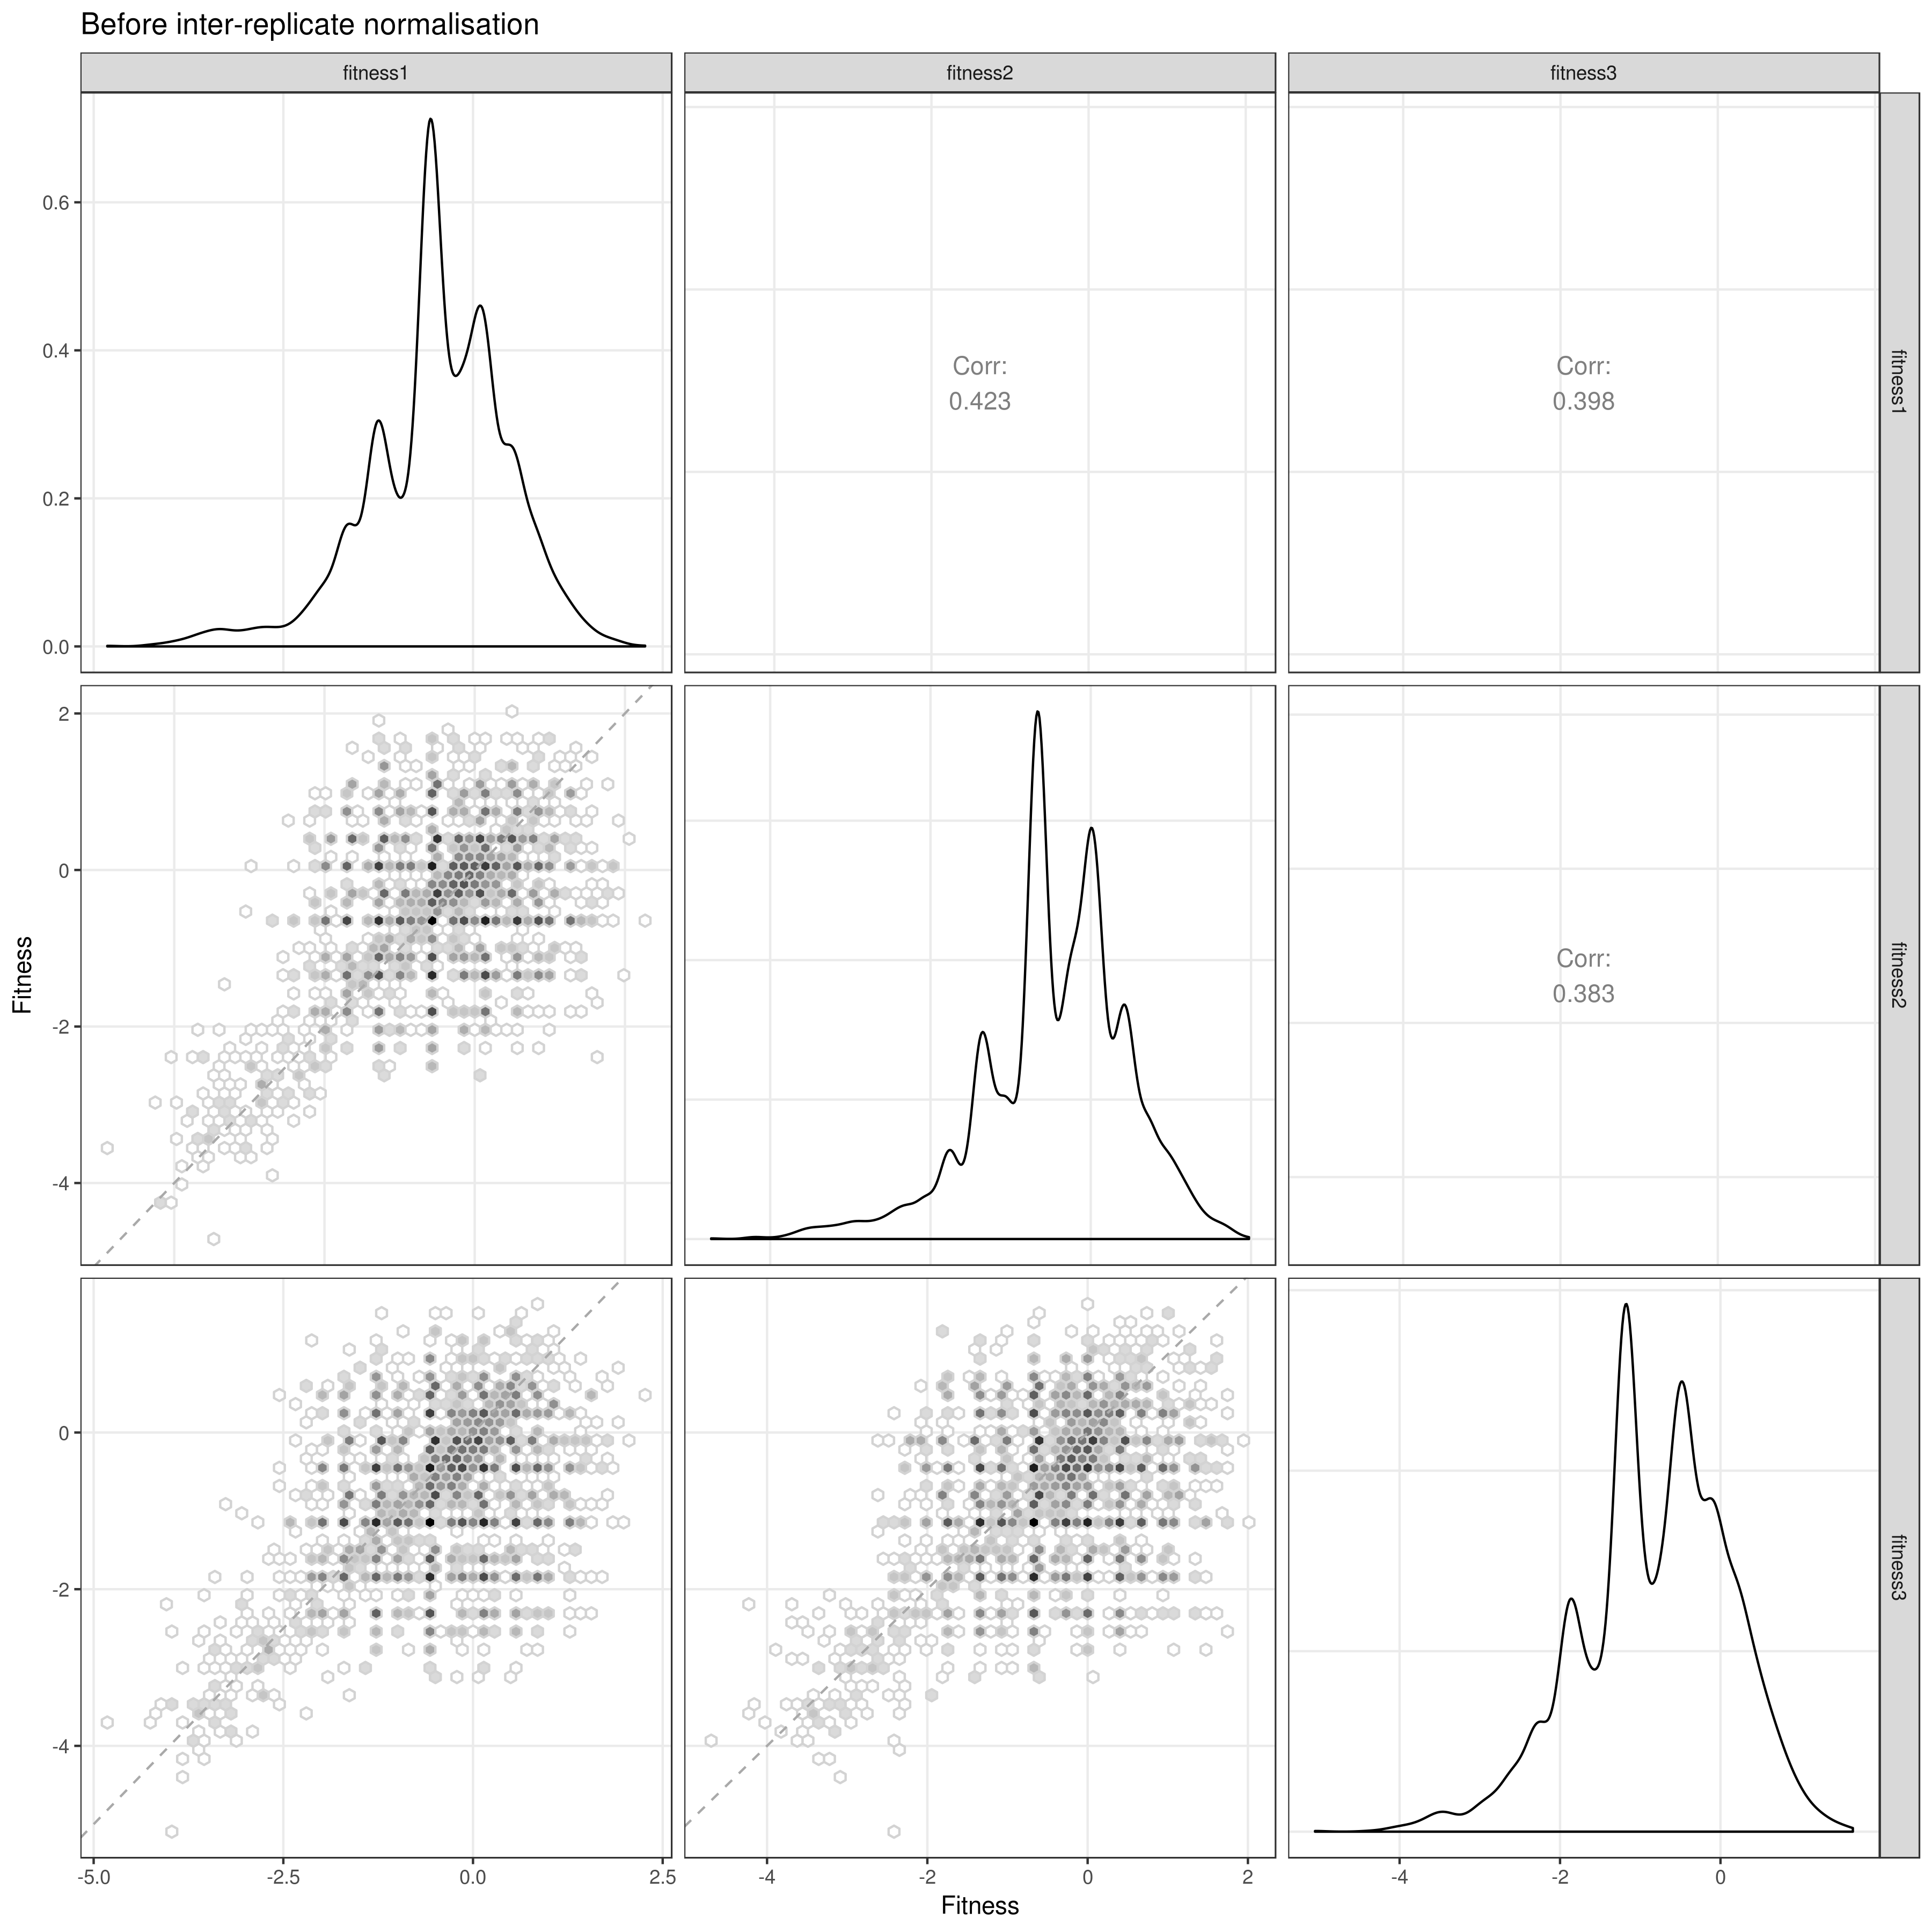 Before inter-replicate normalisation
fitness1
fitness2
fitness3
0.6
0.4
0.2
0.0
Corr:
0.423
Corr:
0.398
fitness1
2
0
-2
-4
Corr:
0.383
fitness2
Fitness
0
-2
-4
fitness3
-5.0
-2.5
0.0
2.5
-4
-2
0
2
-4
-2
0
Fitness